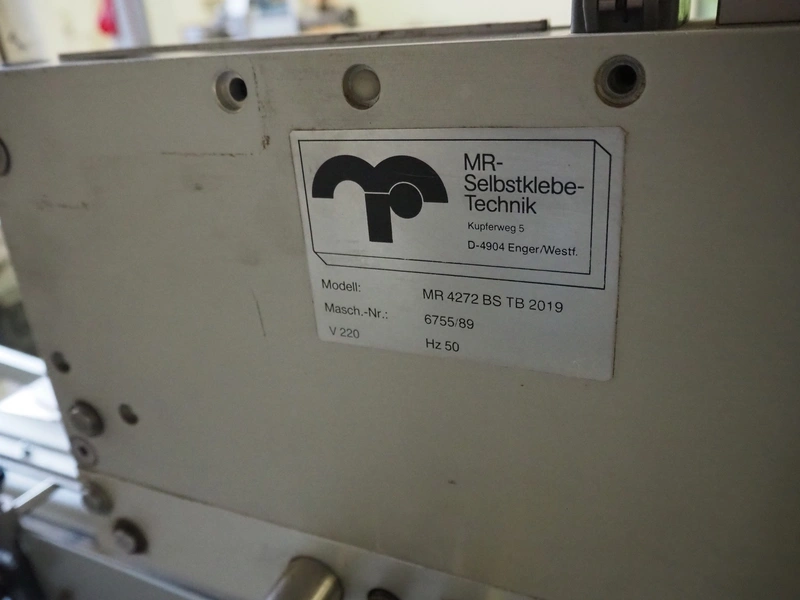 MR-
Selbstklebe-
Technik
Kupferweg 5
D-4904 Enger/Westf.
Modell: MR 4272 BS TB 2019
Masch.-Nr.: 6755/89
V 220 Hz 50